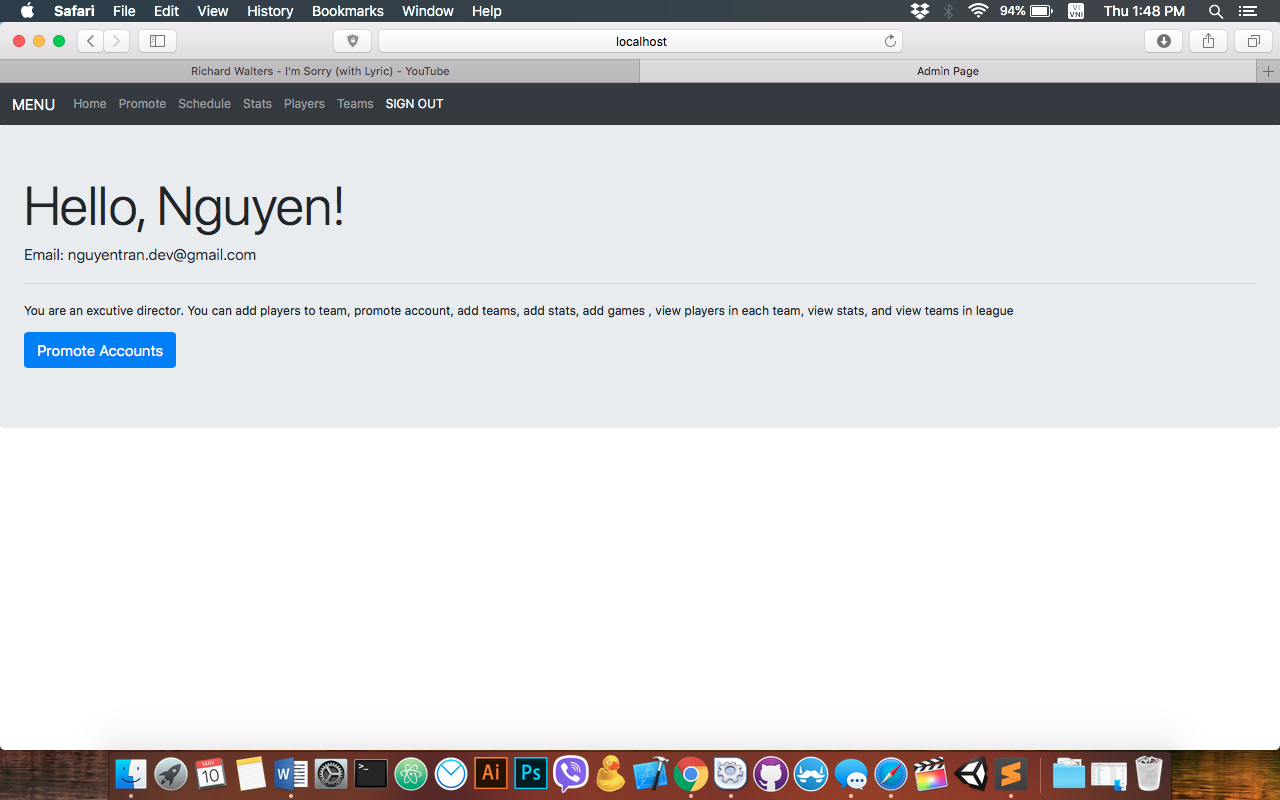 Safari File Edit View History Bookmarks Window Help 94% VI VNI Thu 1:48 PM
localhost
Richard Walters - I'm Sorry (with Lyric) - YouTube Admin Page
MENU Home Promote Schedule Stats Players Teams SIGN OUT
Hello, Nguyen!
Email: nguyentran.dev@gmail.com
You are an excutive director. You can add players to team, promote account, add teams, add stats, add games , view players in each team, view stats, and view teams in league
Promote Accounts
MAY
10
W
>_
Ai
Ps